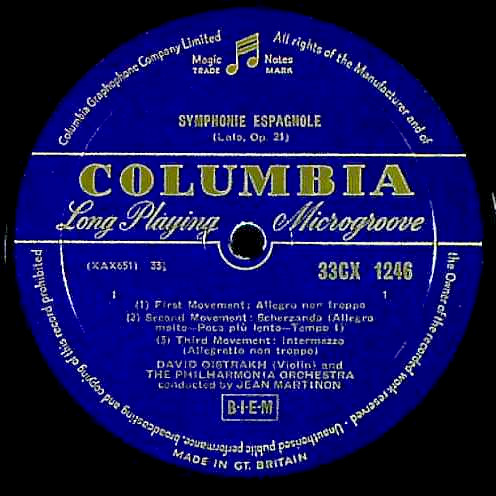 Columbia Graphophone Company Limited
All rights of the Manufacturer and of
the Owner of the recorded work reserved · Unauthorised public performance, broadcasting and copying of this record prohibited
Magic Notes
TRADE MARK
SYMPHONIE ESPAGNOLE
(Lalo, Op. 21)
COLUMBIA
Long Playing Microgroove
(XAX651) 33⅓
33CX 1246
1 1
(1) First Movement: Allegro non troppo
(2) Second Movement: Scherzando (Allegro
molto—Poco più lento—Tempo 1)
(3) Third Movement: Intermezzo
(Allegretto non troppo)
DAVID OISTRAKH (Violin) and
THE PHILHARMONIA ORCHESTRA
conducted by JEAN MARTINON
B·I·E·M
MADE IN GT. BRITAIN